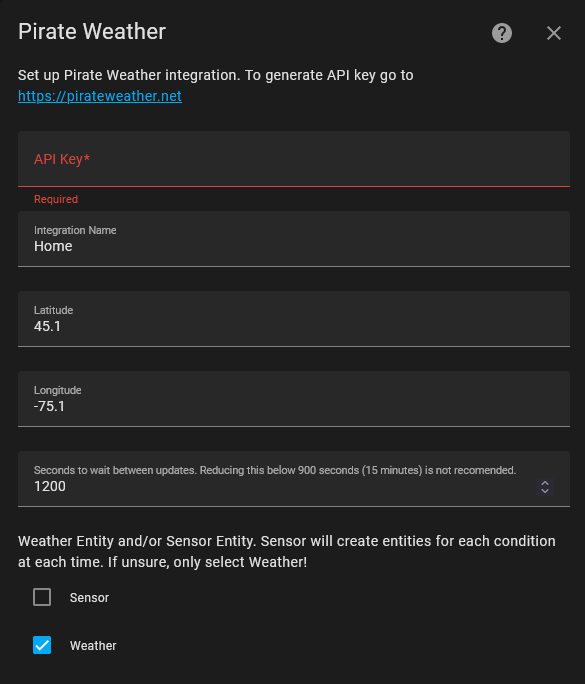 Pirate Weather
Set up Pirate Weather integration. To generate API key go to
https://pirateweather.net
API Key*
Required
Integration Name
Home
Latitude
45.1
Longitude
-75.1
Seconds to wait between updates. Reducing this below 900 seconds (15 minutes) is not recomended.
1200
Weather Entity and/or Sensor Entity. Sensor will create entities for each condition
at each time. If unsure, only select Weather!
Sensor
Weather